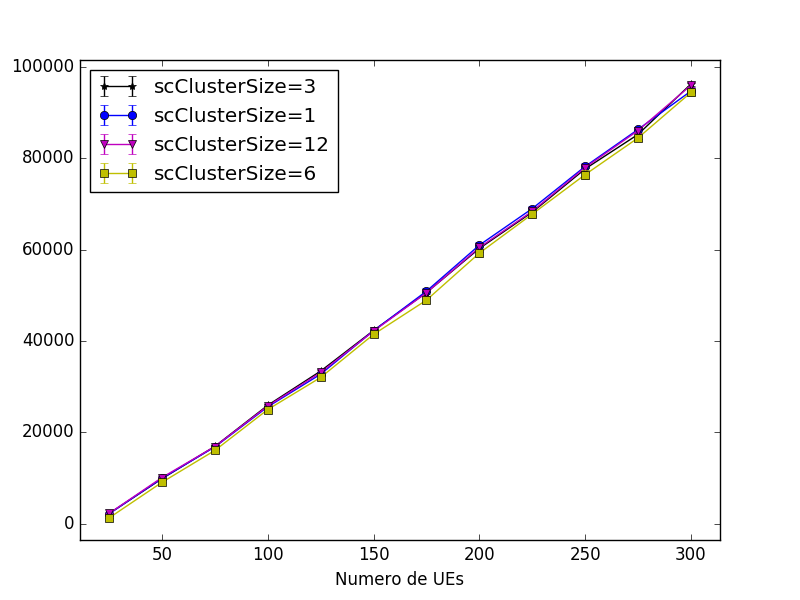 100000
80000
60000
40000
20000
0
scClusterSize=3
scClusterSize=1
scClusterSize=12
scClusterSize=6
50 100 150 200 250 300
Numero de UEs